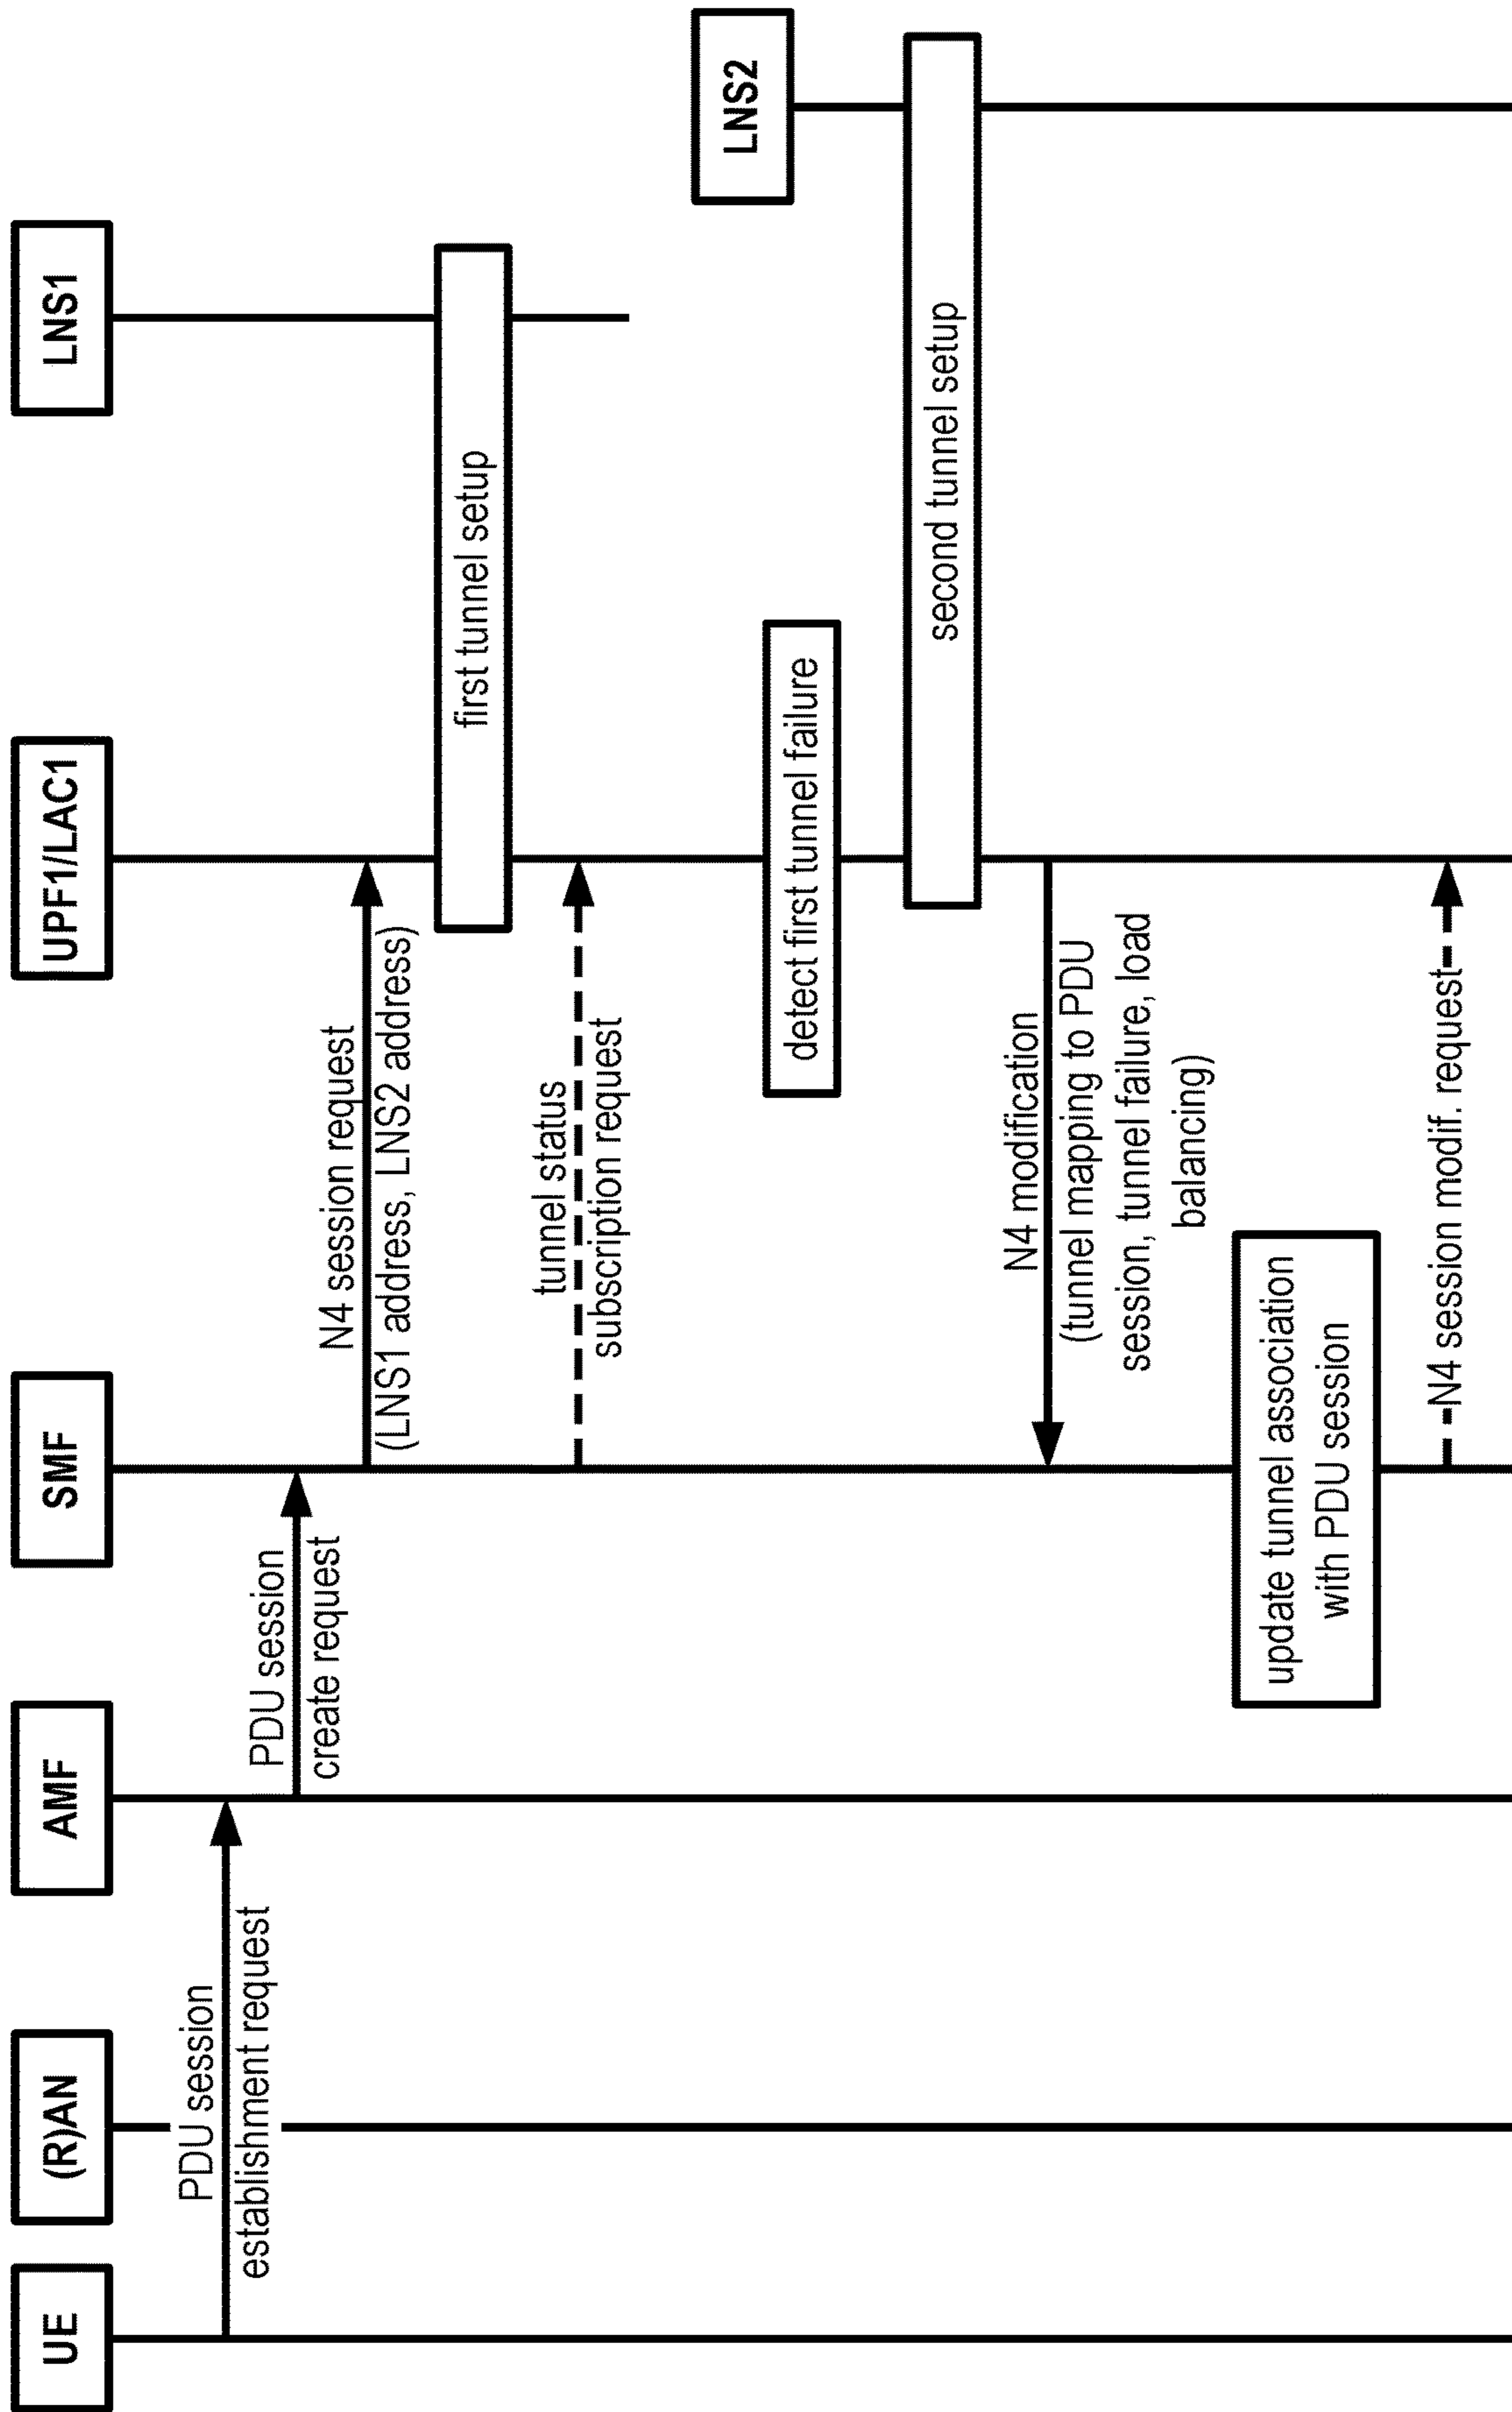 UE
(R)AN
AMF
SMF
UPF1/LAC1
LNS1
PDU session
establishment request
PDU session
create request
N4 session request
(LNS1 address, LNS2 address)
first tunnel setup
tunnel status
subscription request
LNS2
detect first tunnel failure
second tunnel setup
N4 modification
(tunnel mapping to PDU
session, tunnel failure, load
balancing)
update tunnel association
with PDU session
N4 session modif. request